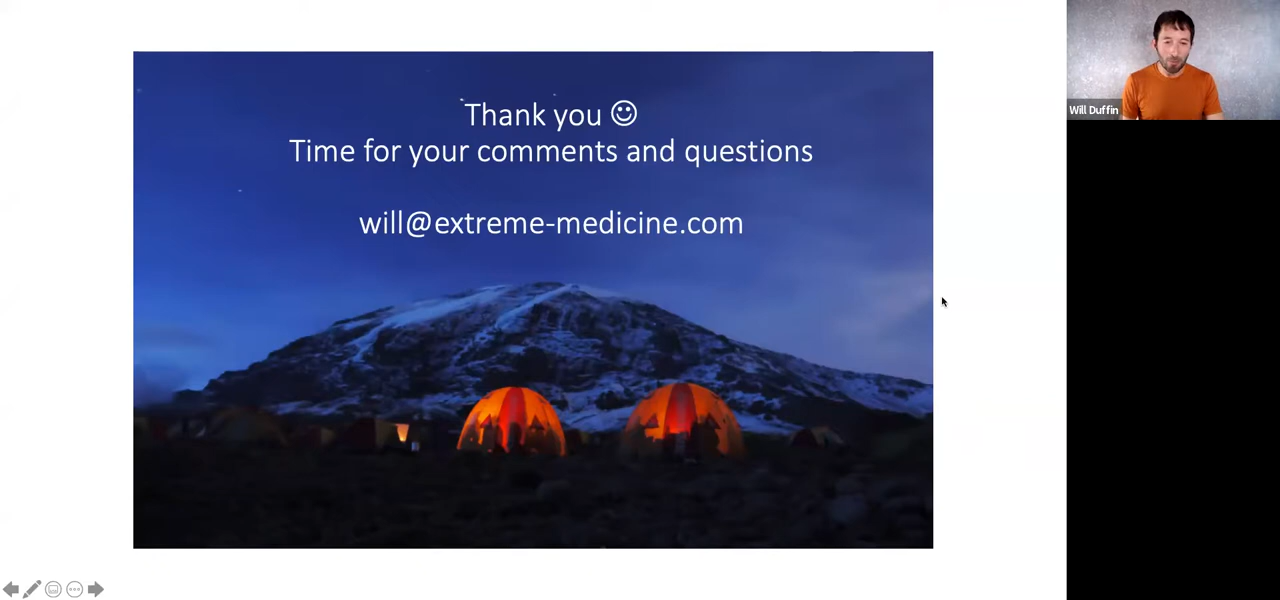 Thank you ☺
Time for your comments and questions
will@extreme-medicine.com
Will Duffin